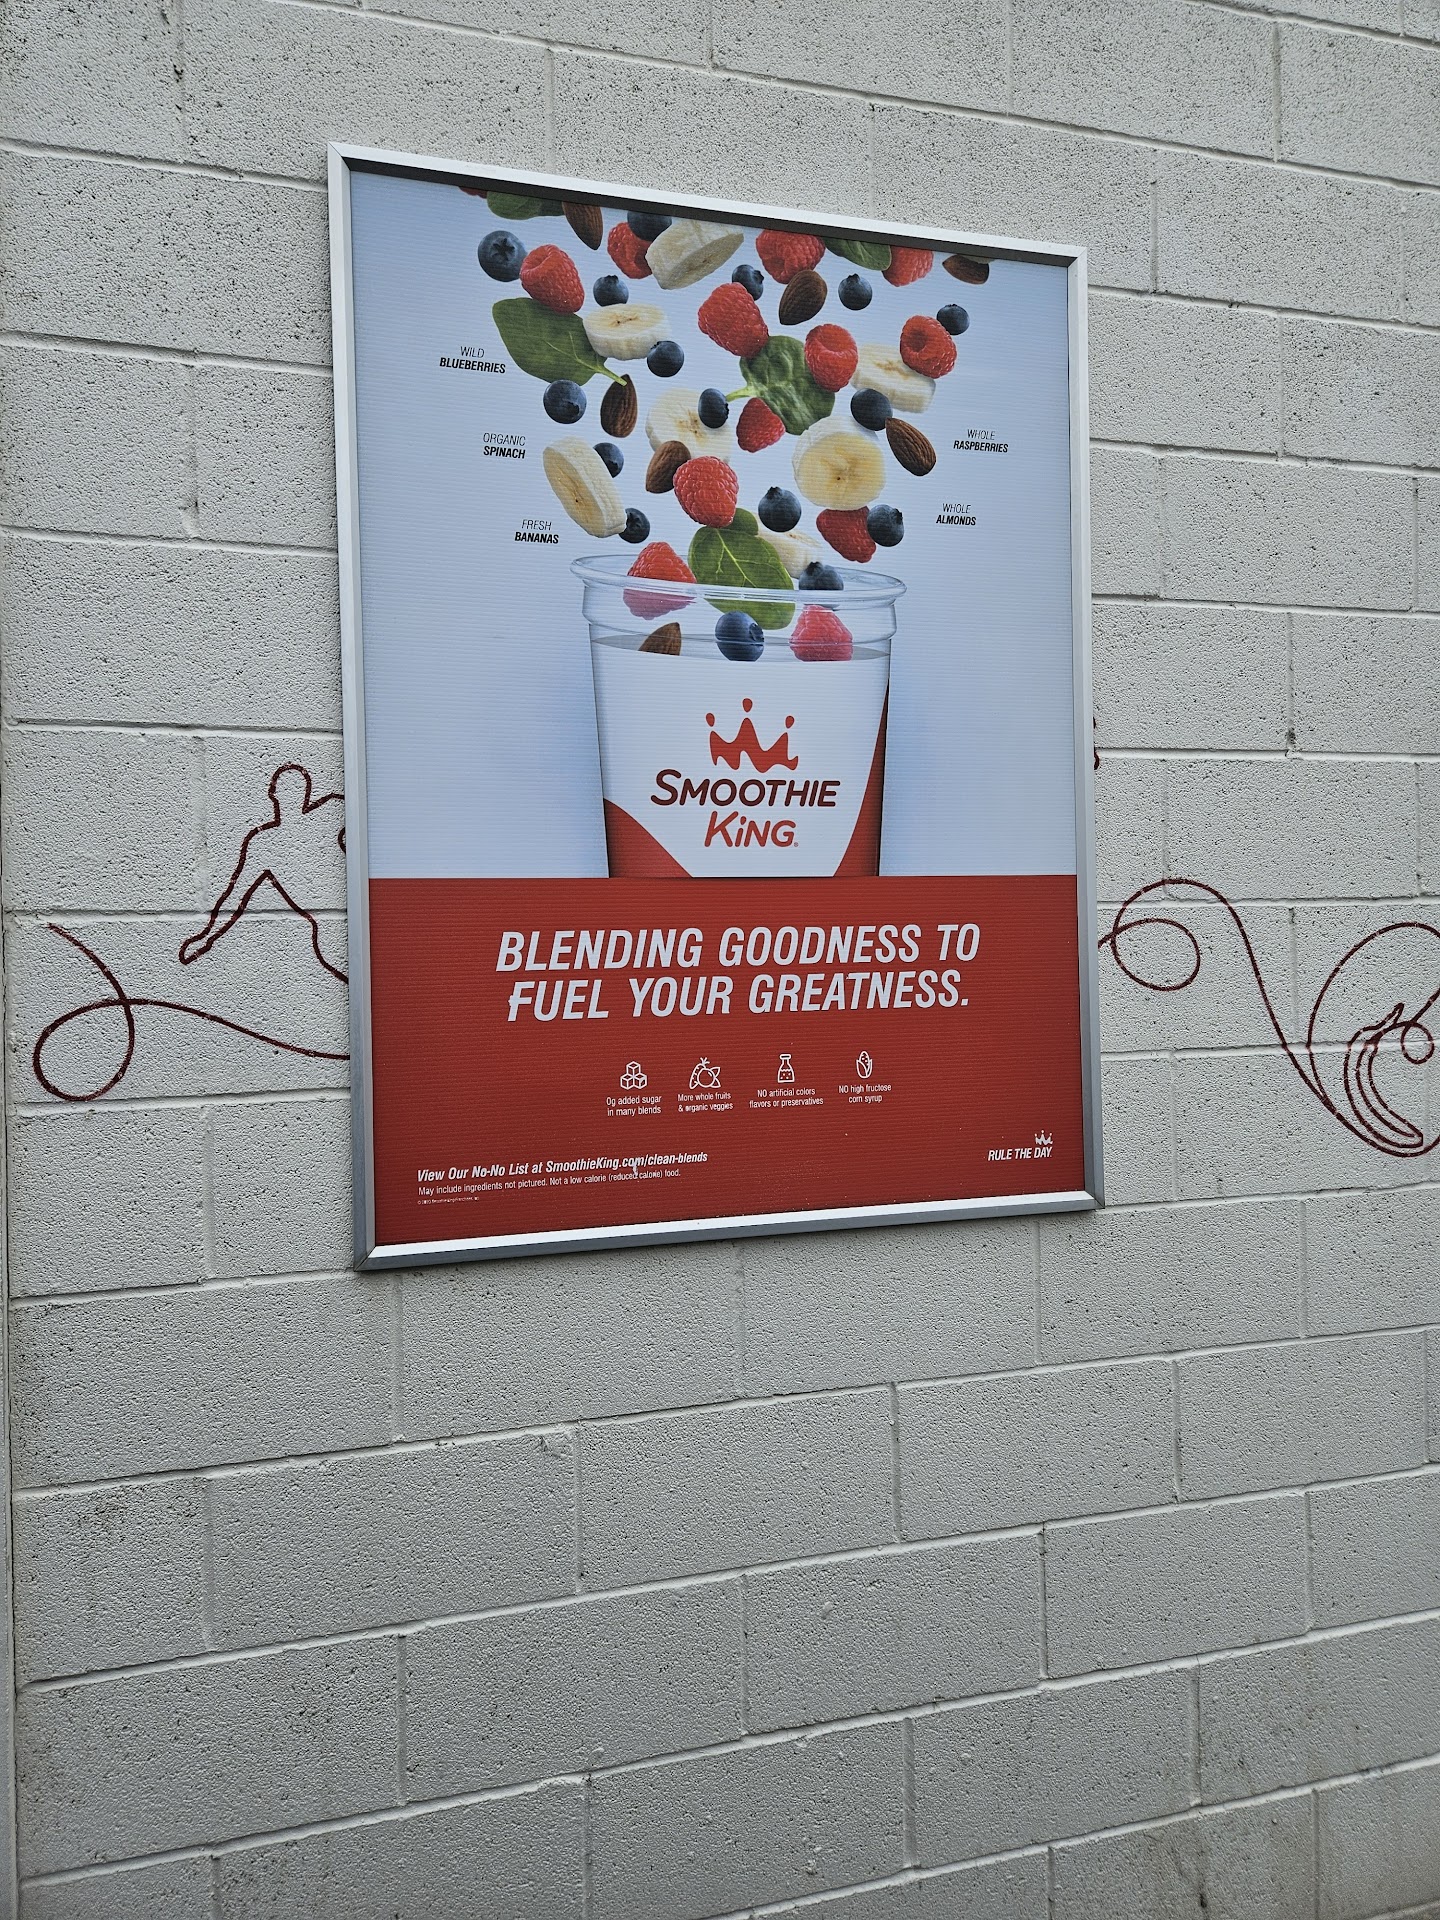 WILD
BLUEBERRIES
ORGANIC
SPINACH
FRESH
BANANAS
WHOLE
RASPBERRIES
WHOLE
ALMONDS
SMOOTHIE
KiNG
BLENDING GOODNESS TO
FUEL YOUR GREATNESS.
0g added sugar
in many blends
More whole fruits
& organic veggies
NO artificial colors
flavors or preservatives
NO high fructose
corn syrup
View Our No-No List at SmoothieKing.com/clean-blends
May include ingredients not pictured. Not a low calorie (reduced calorie) food.
RULE THE DAY